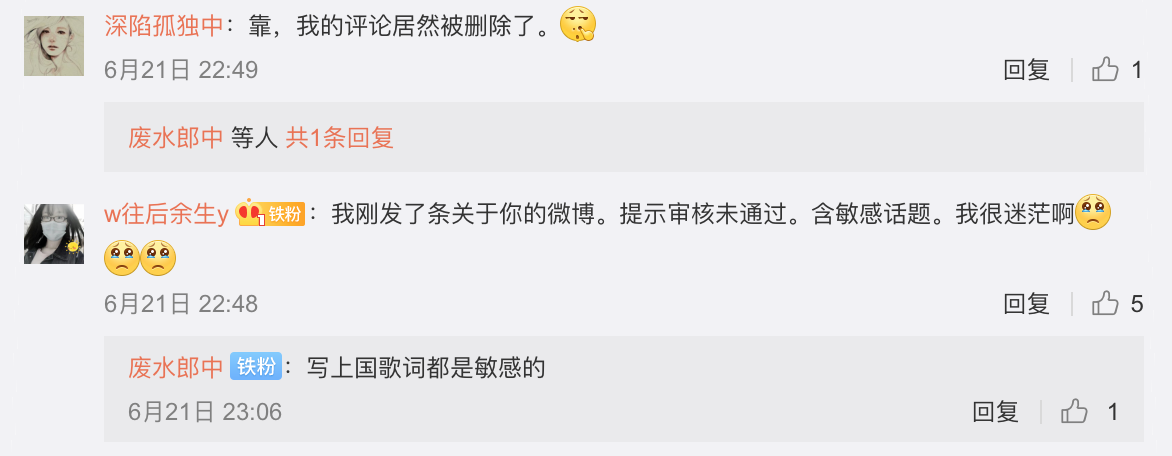 深陷孤独中：靠，我的评论居然被删除了。
6月21日 22:49 回复 1
废水郎中 等人 共1条回复
w往后余生y 1 铁粉：我刚发了条关于你的微博。提示审核未通过。含敏感话题。我很迷茫啊
6月21日 22:48 回复 5
废水郎中 铁粉：写上国歌词都是敏感的
6月21日 23:06 回复 1